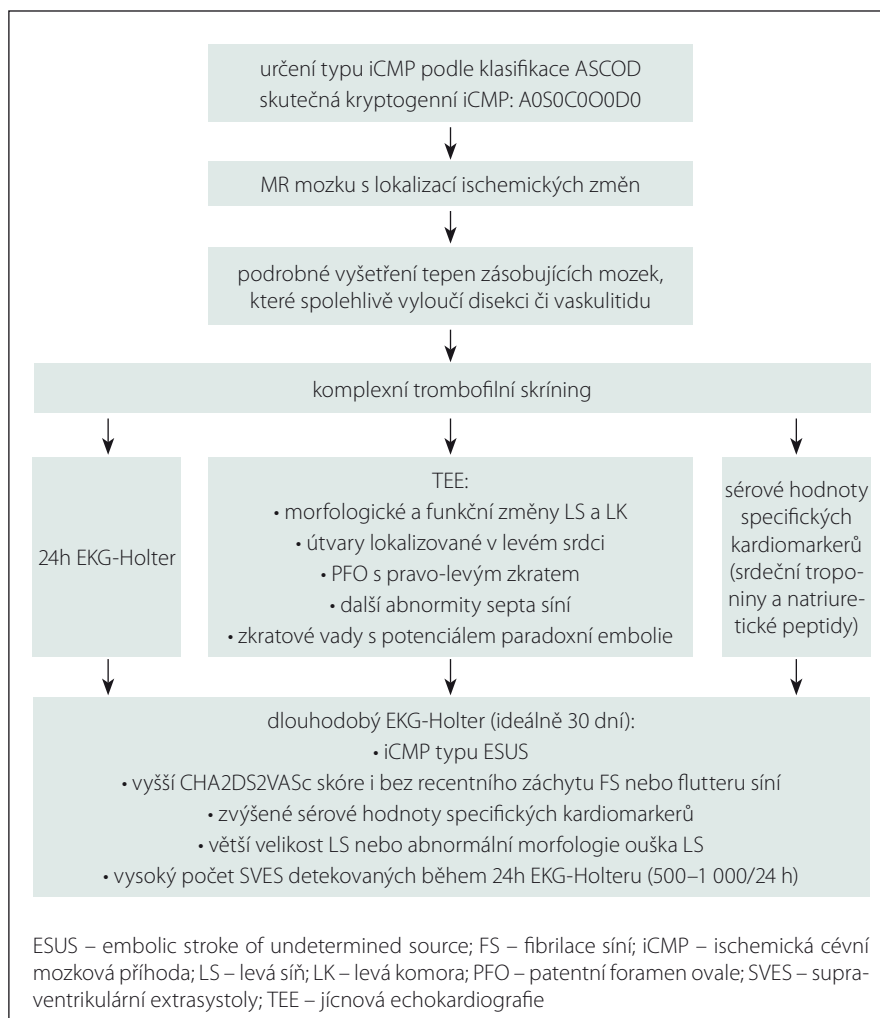 určení typu iCMP podle klasifikace ASCOD
skutečná kryptogenní iCMP: A0S0C0O0D0
MR mozku s lokalizací ischemických změn
podrobné vyšetření tepen zásobujících mozek,
které spolehlivě vyloučí disekci či vaskulitidu
komplexní trombofilní skríning
24h EKG-Holter
TEE:
• morfologické a funkční změny LS a LK
• útvary lokalizované v levém srdci
• PFO s pravo-levým zkratem
• další abnormity septa síní
• zkratové vady s potenciálem paradoxní embolie
sérové hodnoty
specifických
kardiomarkerů
(srdeční tropo-
niny a natriure-
tické peptidy)
dlouhodobý EKG-Holter (ideálně 30 dní):
• iCMP typu ESUS
• vyšší CHA2DS2VASc skóre i bez recentního záchytu FS nebo flutteru síní
• zvýšené sérové hodnoty specifických kardiomarkerů
• větší velikost LS nebo abnormální morfologie ouška LS
• vysoký počet SVES detekovaných během 24h EKG-Holteru (500–1 000/24 h)
ESUS – embolic stroke of undetermined source; FS – fibrilace síní; iCMP – ischemická cévní
mozková příhoda; LS – levá síň; LK – levá komora; PFO – patentní foramen ovale; SVES – supra-
ventrikulární extrasystoly; TEE – jícnová echokardiografie